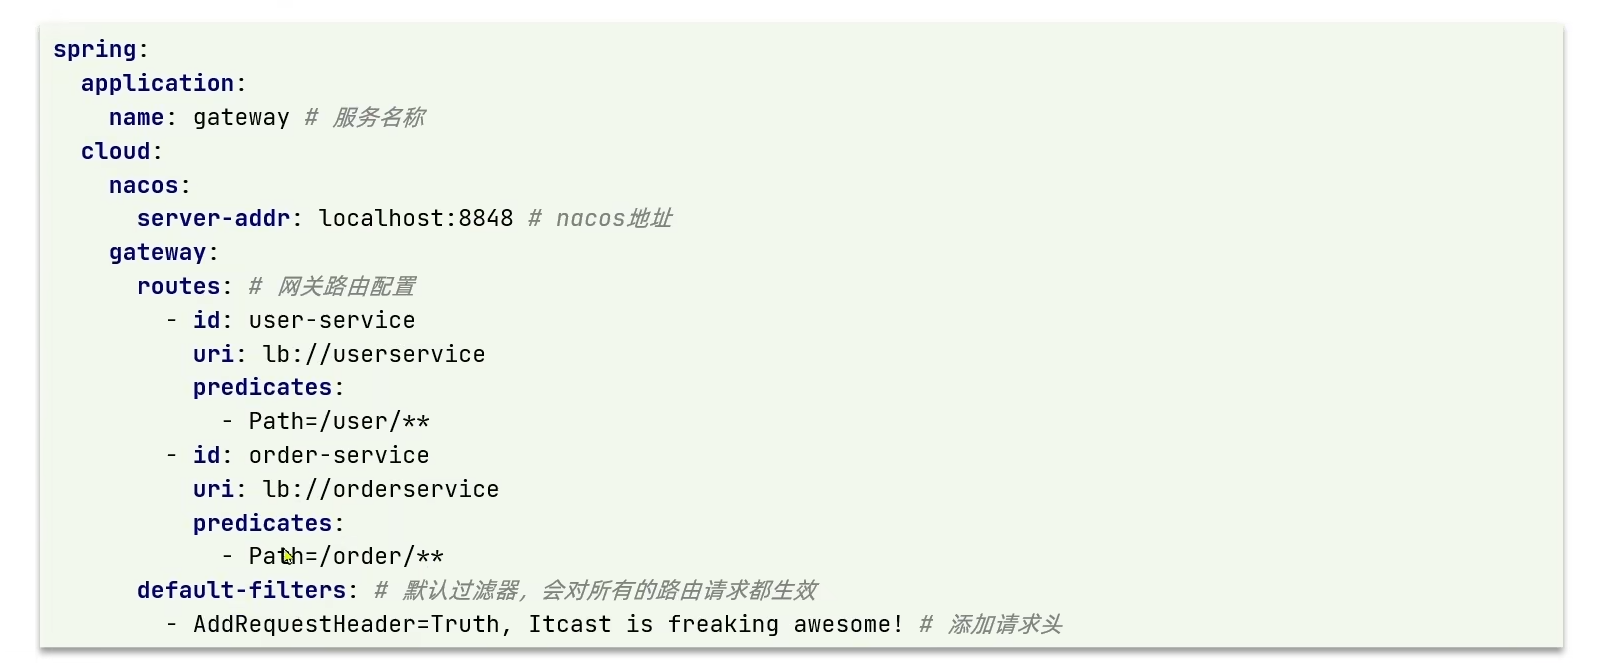 spring:
  application:
    name: gateway # 服务名称
  cloud:
    nacos:
      server-addr: localhost:8848 # nacos地址
    gateway:
      routes: # 网关路由配置
        - id: user-service
          uri: lb://userservice
          predicates:
            - Path=/user/**
        - id: order-service
          uri: lb://orderservice
          predicates:
            - Path=/order/**
      default-filters: # 默认过滤器，会对所有的路由请求都生效
        - AddRequestHeader=Truth, Itcast is freaking awesome! # 添加请求头